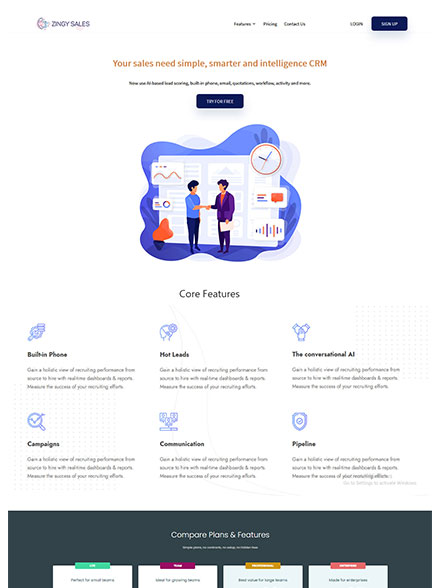 ZINGY SALES
Features Pricing Contact Us LOGIN SIGN UP
Your sales need simple, smarter and intelligence CRM
Now use AI based lead scoring, built-in phone, email, quotations, workflow, activity and more.
TRY FOR FREE
Core Features
Built-in Phone Hot Leads The conversational AI
Gain a holistic view of recruiting performance from Gain a holistic view of recruiting performance from Gain a holistic view of recruiting performance from
source to hire with real-time dashboards & reports. source to hire with real-time dashboards & reports. source to hire with real-time dashboards & reports.
Measure the success of your recruiting efforts. Measure the success of your recruiting efforts. Measure the success of your recruiting efforts.
Campaigns Communication Pipeline
Gain a holistic view of recruiting performance from Gain a holistic view of recruiting performance from Gain a holistic view of recruiting performance from
source to hire with real-time dashboards & reports. source to hire with real-time dashboards & reports. source to hire with real-time dashboards & reports.
Measure the success of your recruiting efforts. Measure the success of your recruiting efforts. Measure the success of your recruiting efforts.
Go to Settings to activate Windows.
Compare Plans & Features
Simple plans, no contracts, no setup, no hidden fees
TEAM PROFESSIONAL ENTERPRISE
Perfect for small teams Ideal for growing teams Best value for large teams Made for enterprises